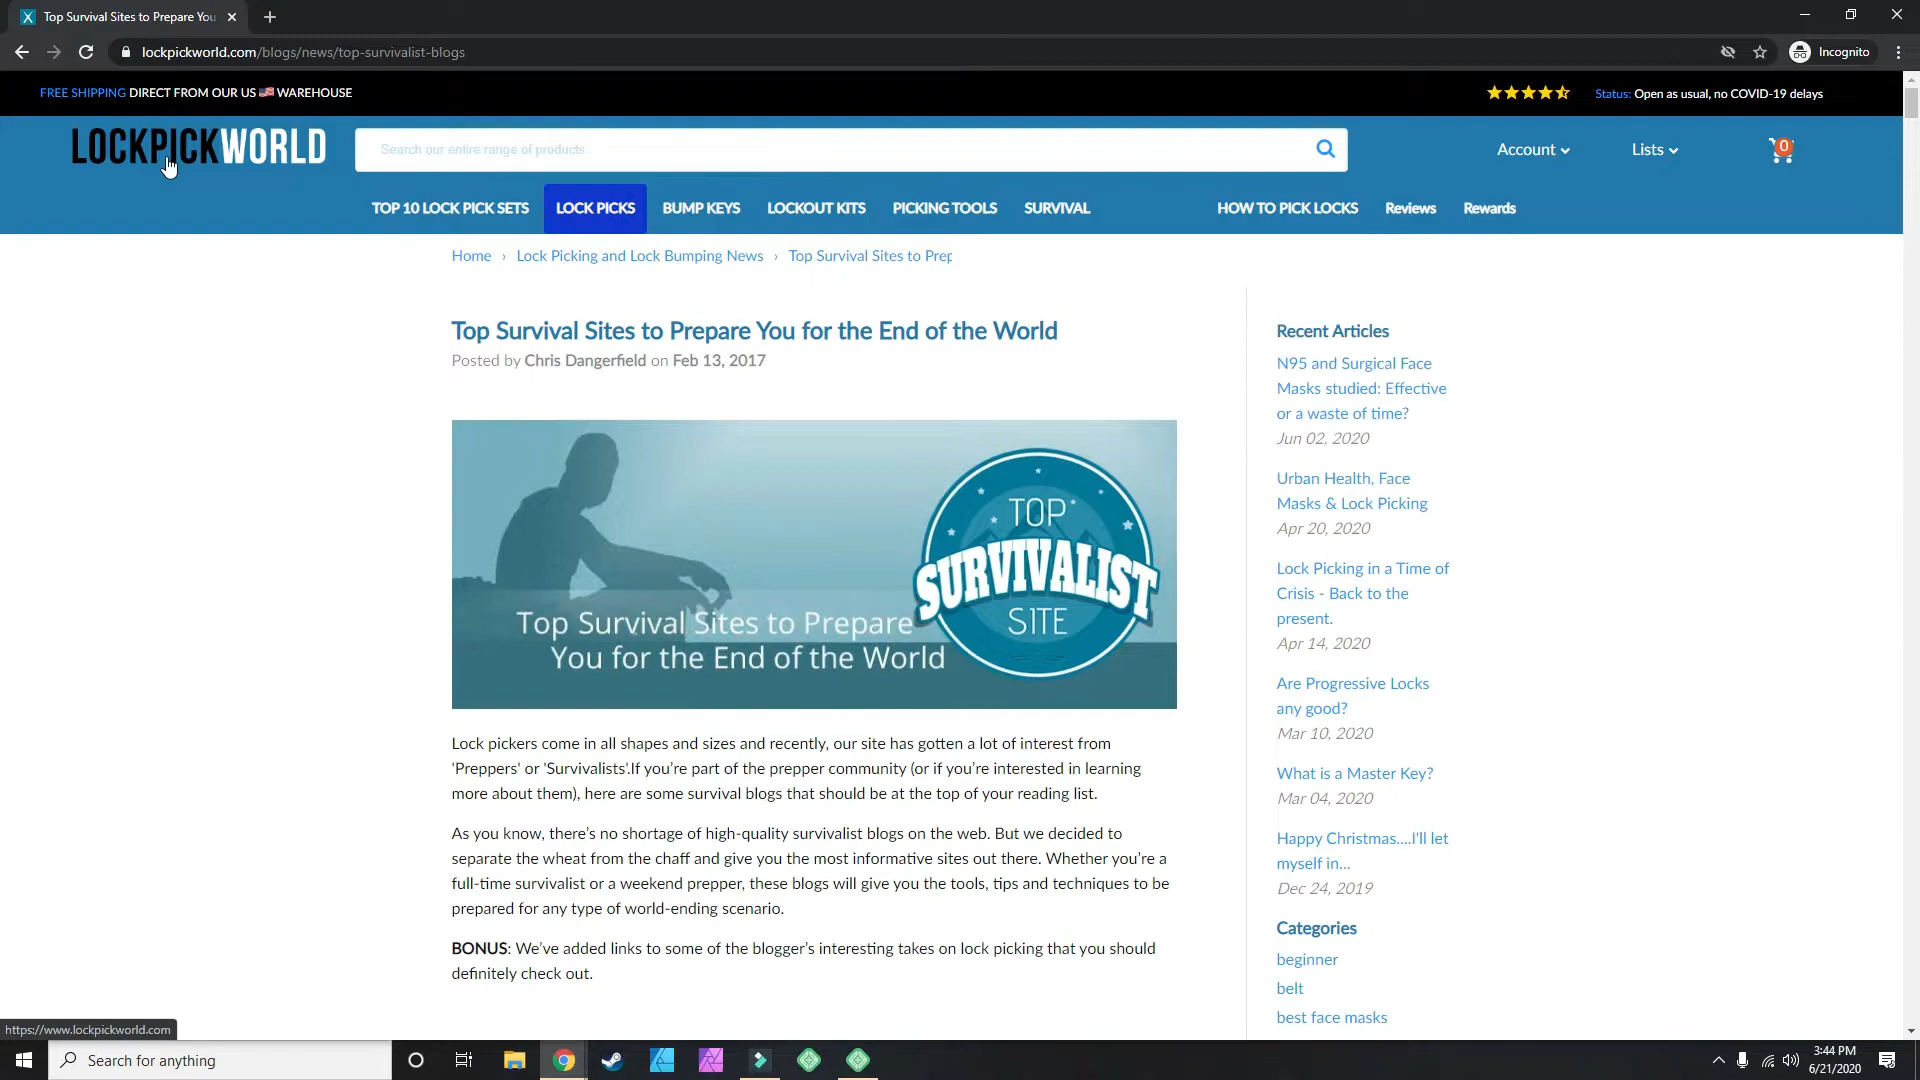 Top Survival Sites to Prepare You
lockpickworld.com/blogs/news/top-survivalist-blogs
Incognito
FREE SHIPPING DIRECT FROM OUR US WAREHOUSE
Status: Open as usual, no COVID-19 delays
LOCKPICKWORLD
Search our entire range of products
Account
Lists
0
TOP 10 LOCK PICK SETS
LOCK PICKS
BUMP KEYS
LOCKOUT KITS
PICKING TOOLS
SURVIVAL
HOW TO PICK LOCKS
Reviews
Rewards
Home › Lock Picking and Lock Bumping News › Top Survival Sites to Prep
Top Survival Sites to Prepare You for the End of the World
Posted by Chris Dangerfield on Feb 13, 2017
TOP
SURVIVALIST
SITE
Top Survival Sites to Prepare
You for the End of the World
Lock pickers come in all shapes and sizes and recently, our site has gotten a lot of interest from
'Preppers' or 'Survivalists'.If you’re part of the prepper community (or if you’re interested in learning
more about them), here are some survival blogs that should be at the top of your reading list.
As you know, there’s no shortage of high-quality survivalist blogs on the web. But we decided to
separate the wheat from the chaff and give you the most informative sites out there. Whether you’re a
full-time survivalist or a weekend prepper, these blogs will give you the tools, tips and techniques to be
prepared for any type of world-ending scenario.
BONUS: We’ve added links to some of the blogger’s interesting takes on lock picking that you should
definitely check out.
Recent Articles
N95 and Surgical Face
Masks studied: Effective
or a waste of time?
Jun 02, 2020
Urban Health, Face
Masks & Lock Picking
Apr 20, 2020
Lock Picking in a Time of
Crisis - Back to the
present.
Apr 14, 2020
Are Progressive Locks
any good?
Mar 10, 2020
What is a Master Key?
Mar 04, 2020
Happy Christmas....I'll let
myself in...
Dec 24, 2019
Categories
beginner
belt
best face masks
https://www.lockpickworld.com
Search for anything
3:44 PM
6/21/2020